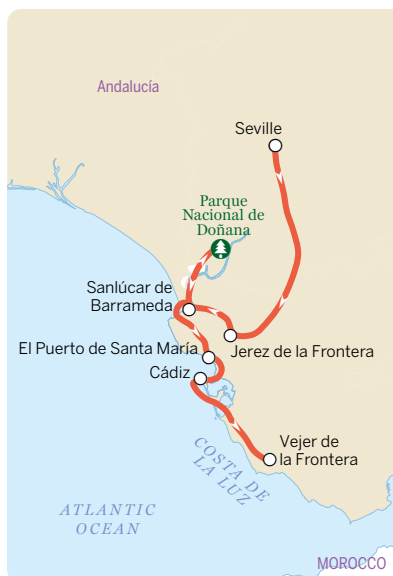 Andalucía
Seville
Parque
Nacional de
Doñana
Sanlúcar de
Barrameda
El Puerto de Santa María
Jerez de la Frontera
Cádiz
Vejer de
la Frontera
COSTA DE
LA LUZ
ATLANTIC
OCEAN
MOROCCO